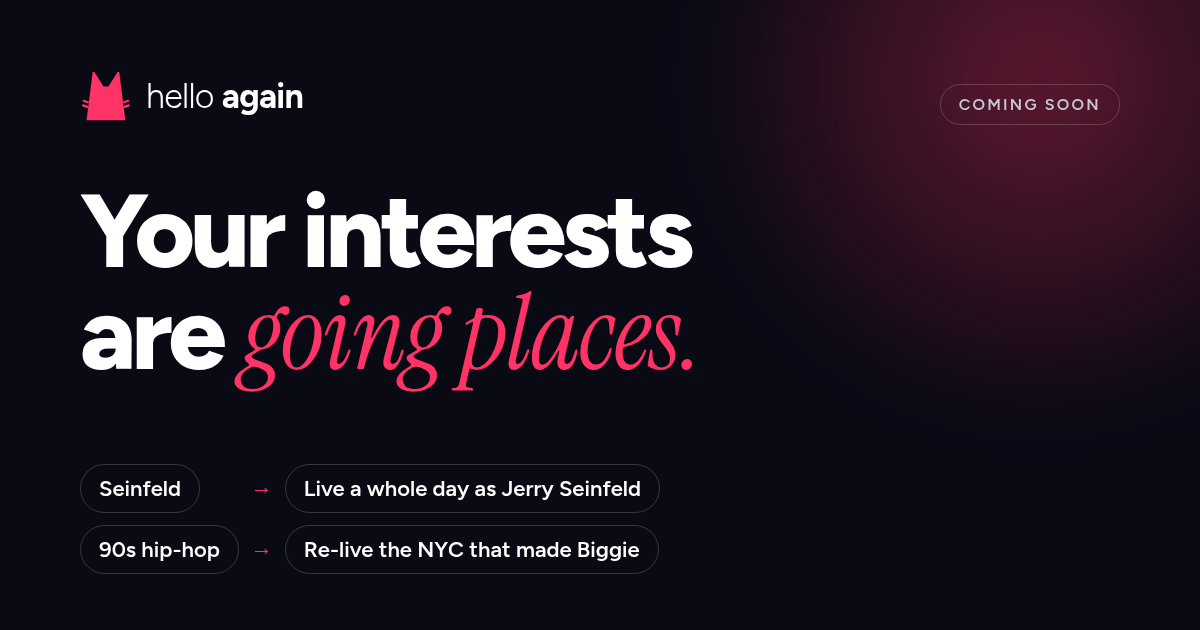 hello again
COMING SOON
Your interests
are going places.
Seinfeld → Live a whole day as Jerry Seinfeld
90s hip-hop → Re-live the NYC that made Biggie